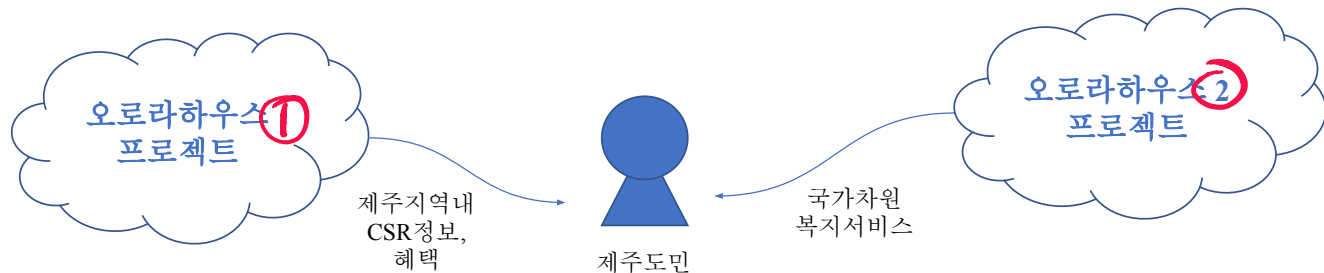 오로라하우스 1
프로젝트
제주지역내
CSR정보,
혜택
제주도민
국가차원
복지서비스
오로라하우스 2
프로젝트